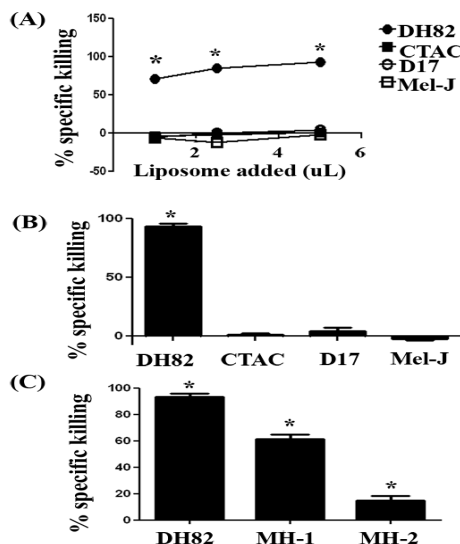 (A)
% specific killing
150
100
50
0
-50
* * *
2 4 6
Liposome added (uL)
DH82
CTAC
D17
Mel-J
(B)
% specific killing
100
50
0
*
DH82 CTAC D17 Mel-J
(C)
% specific killing
100
80
60
40
20
0
* * *
DH82 MH-1 MH-2